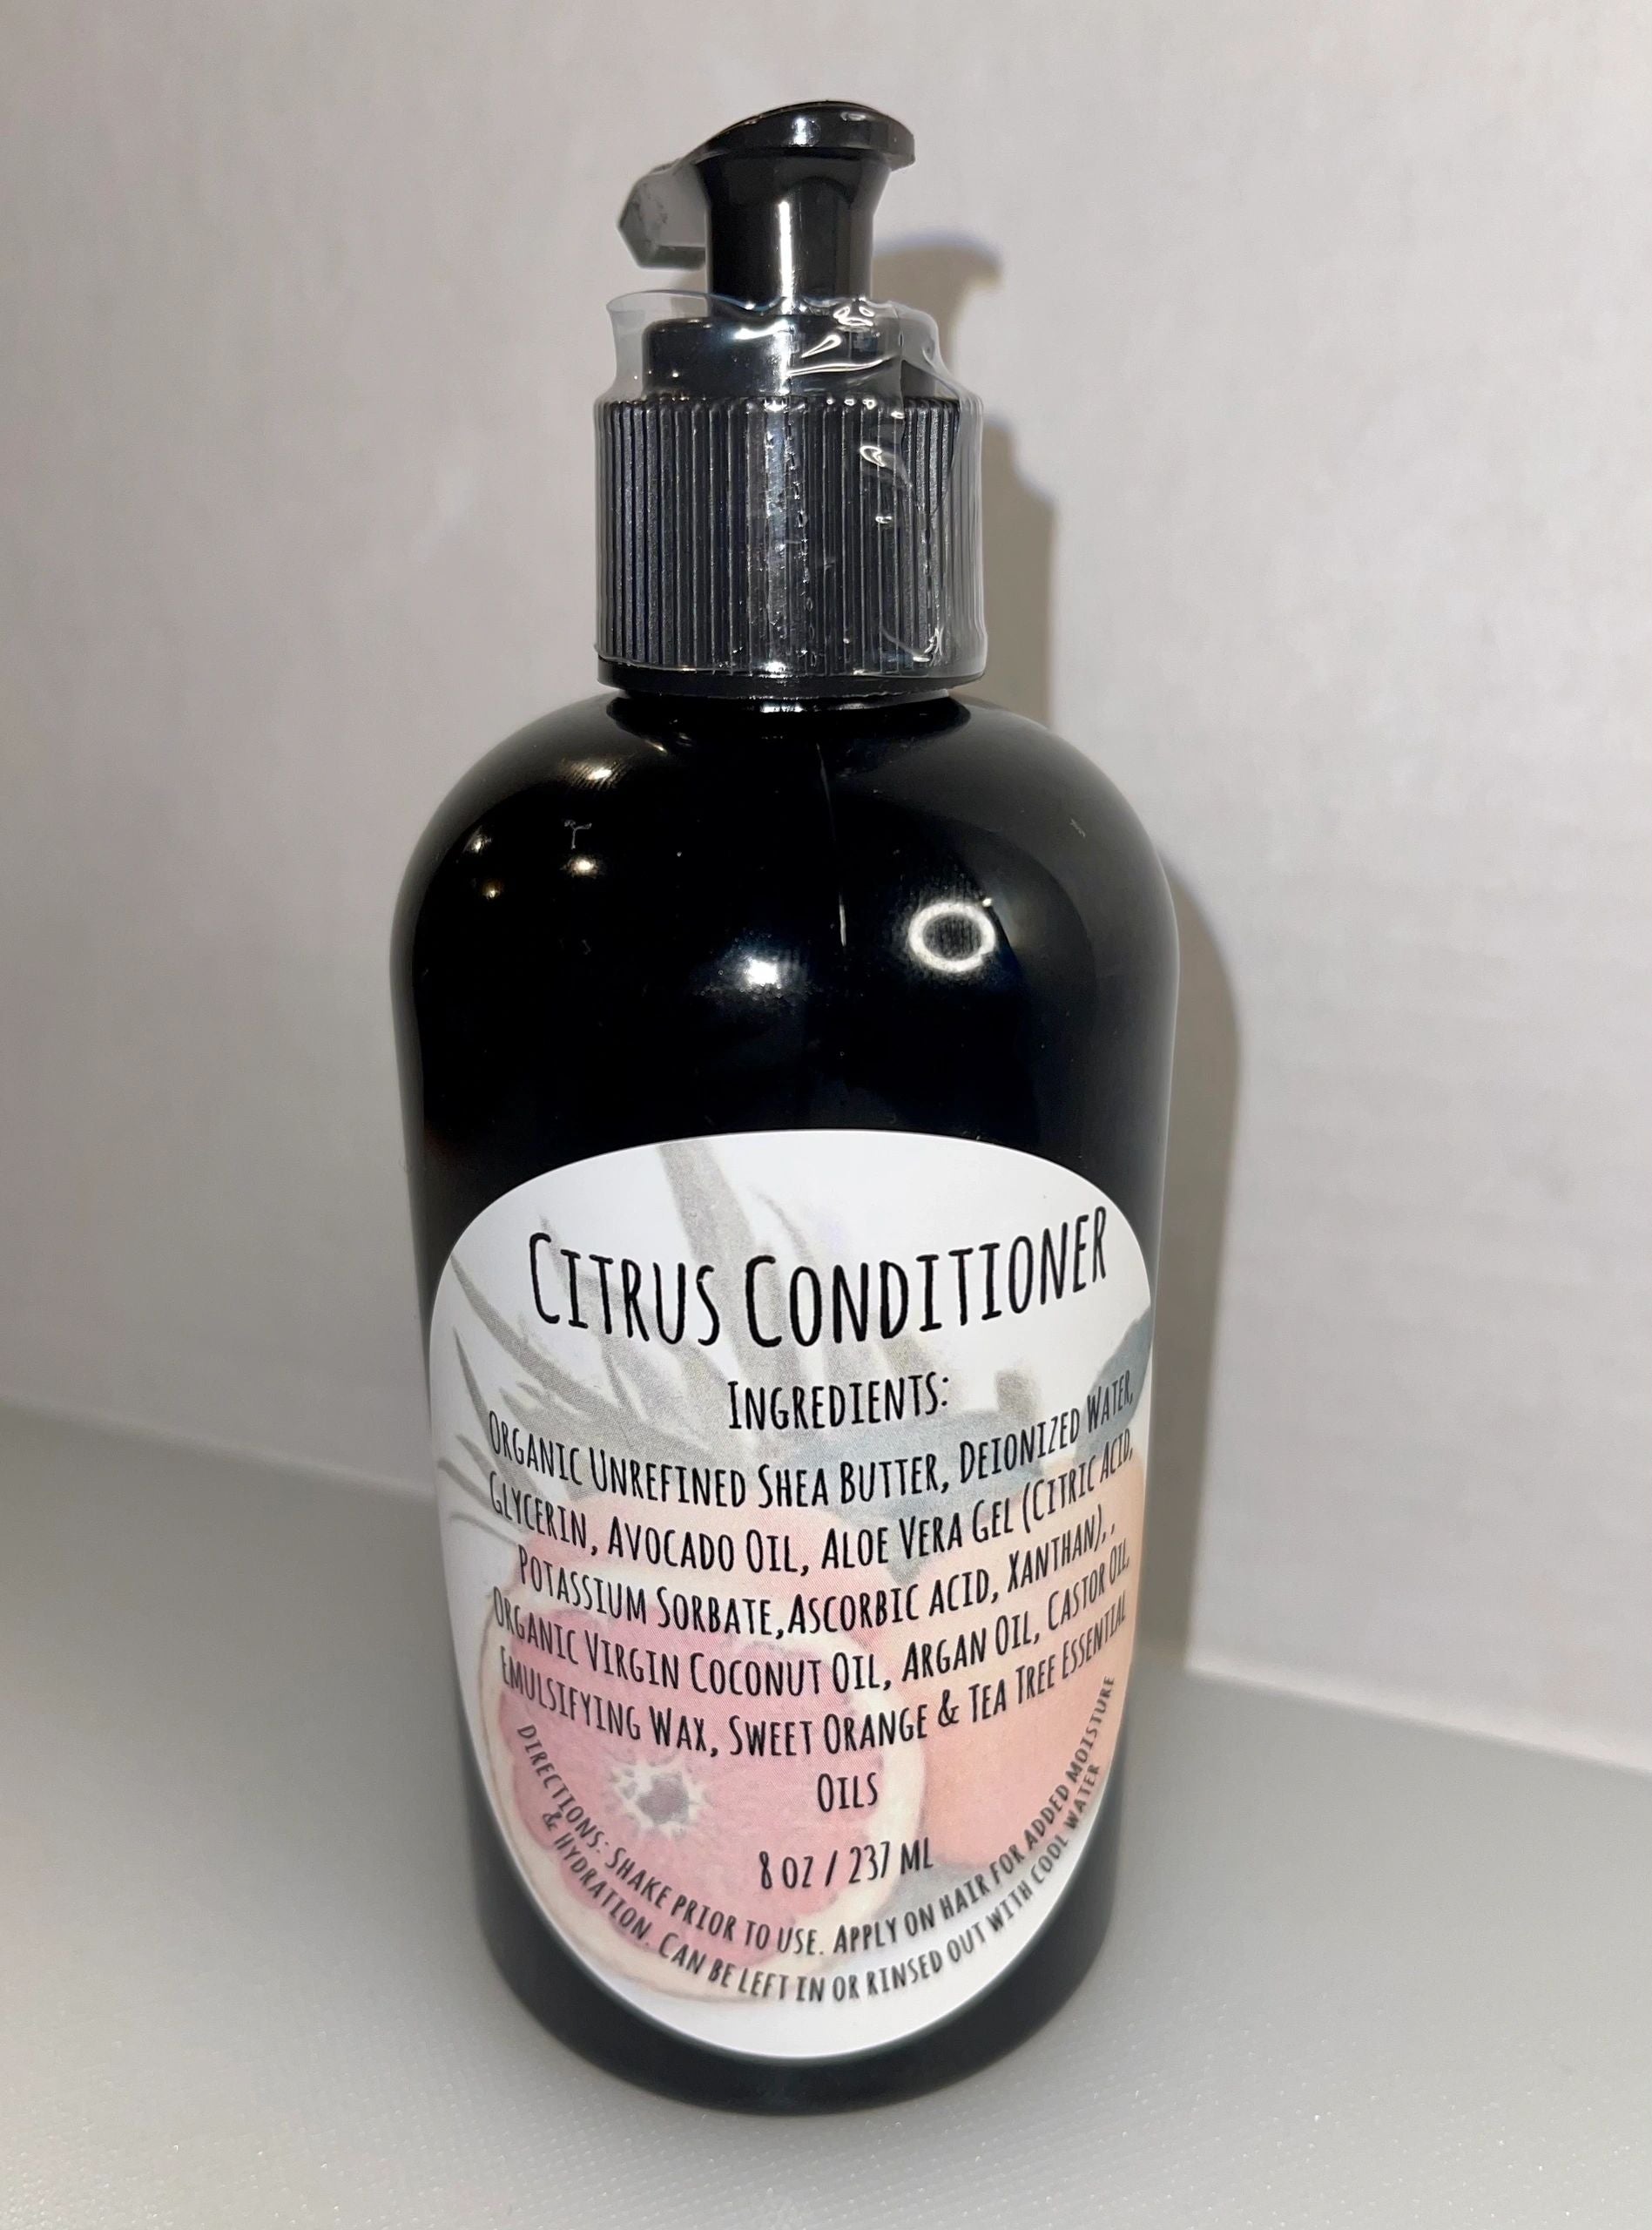 Citrus Conditioner
Ingredients:
Organic Unrefined Shea Butter, Deionized Water,
Glycerin, Avocado Oil, Aloe Vera Gel (Citric Acid,
Potassium Sorbate,Ascorbic acid, Xanthan), ,
Organic Virgin Coconut Oil, Argan Oil, Castor Oil,
Emulsifying Wax, Sweet Orange & Tea Tree Essential
Oils
8 oz / 237 ml
Directions: Shake prior to use. Apply on hair for added moisture
& hydration. Can be left in or rinsed out with cool water